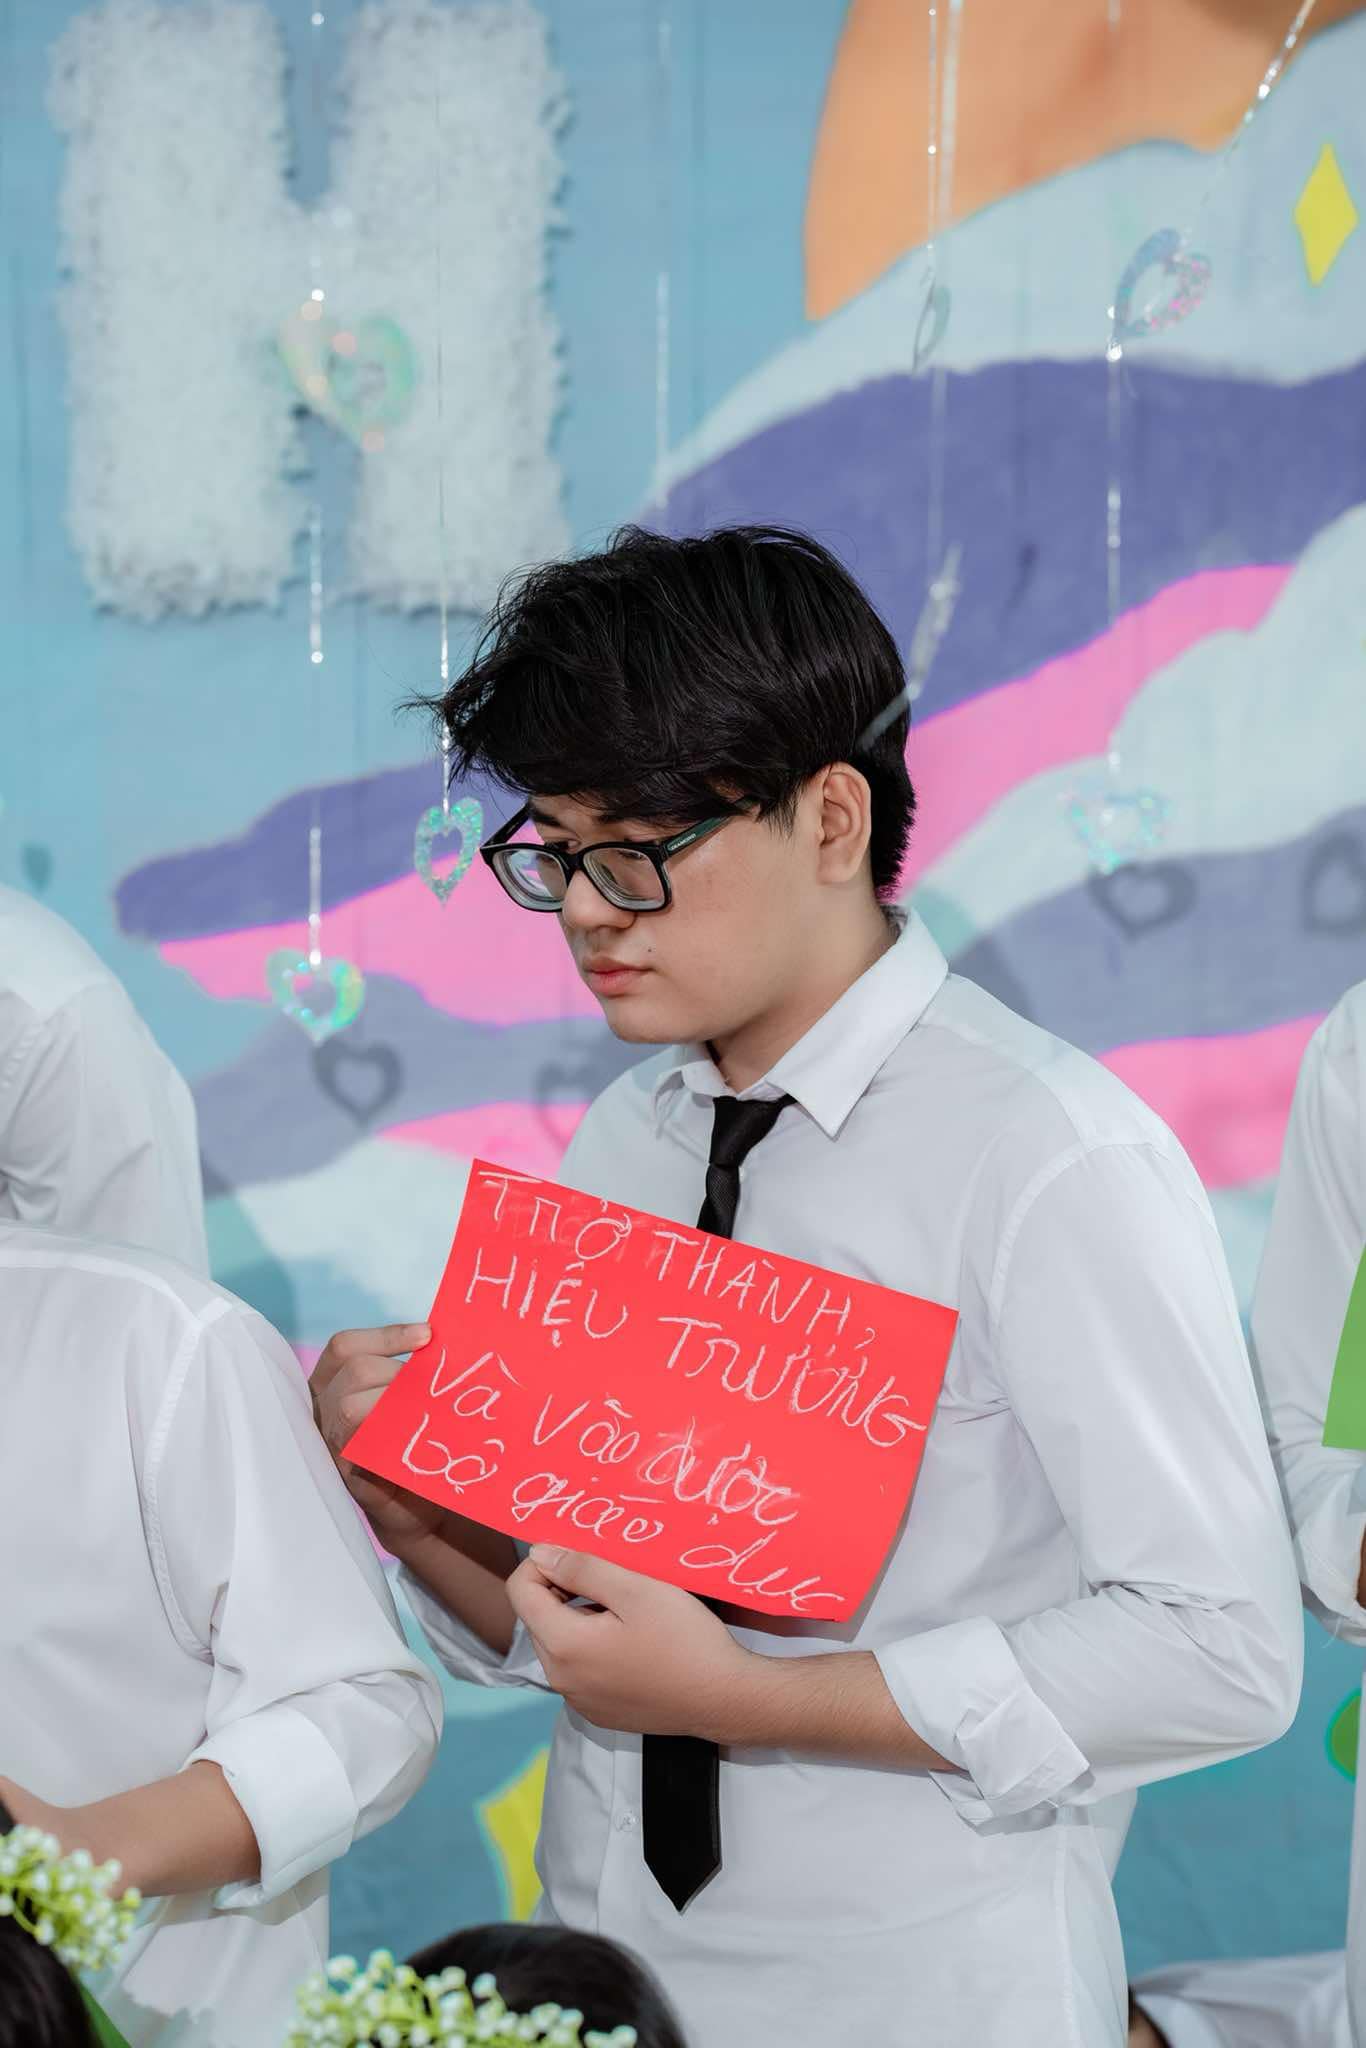 H
TRỞ THÀNH,
HIỆU TRƯỞNG
Và Vào được
bộ giáo dục